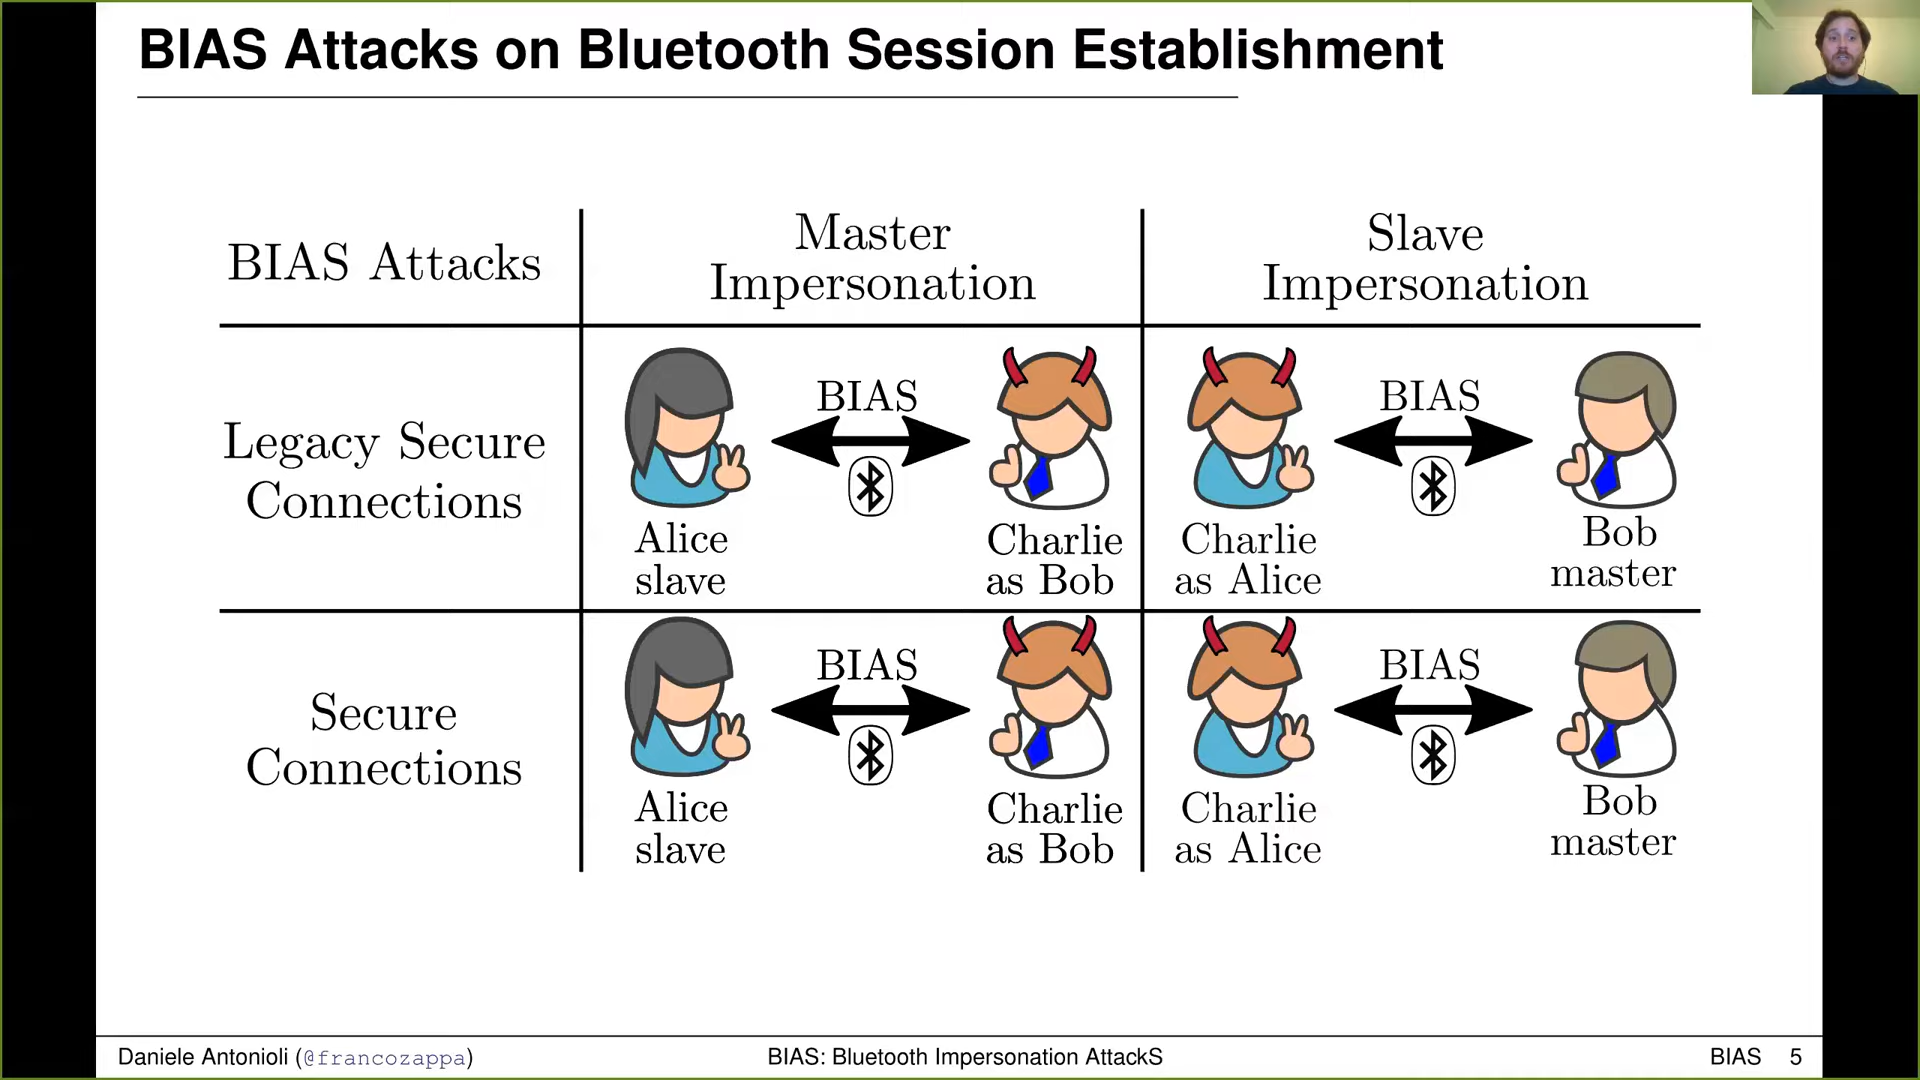 BIAS Attacks on Bluetooth Session Establishment
BIAS Attacks
Master
Impersonation
Slave
Impersonation
Legacy Secure
Connections
BIAS
Alice
slave
Charlie
as Bob
BIAS
Charlie
as Alice
Bob
master
Secure
Connections
BIAS
Alice
slave
Charlie
as Bob
BIAS
Charlie
as Alice
Bob
master
Daniele Antonioli (@francozappa)
BIAS: Bluetooth Impersonation AttackS
BIAS 5